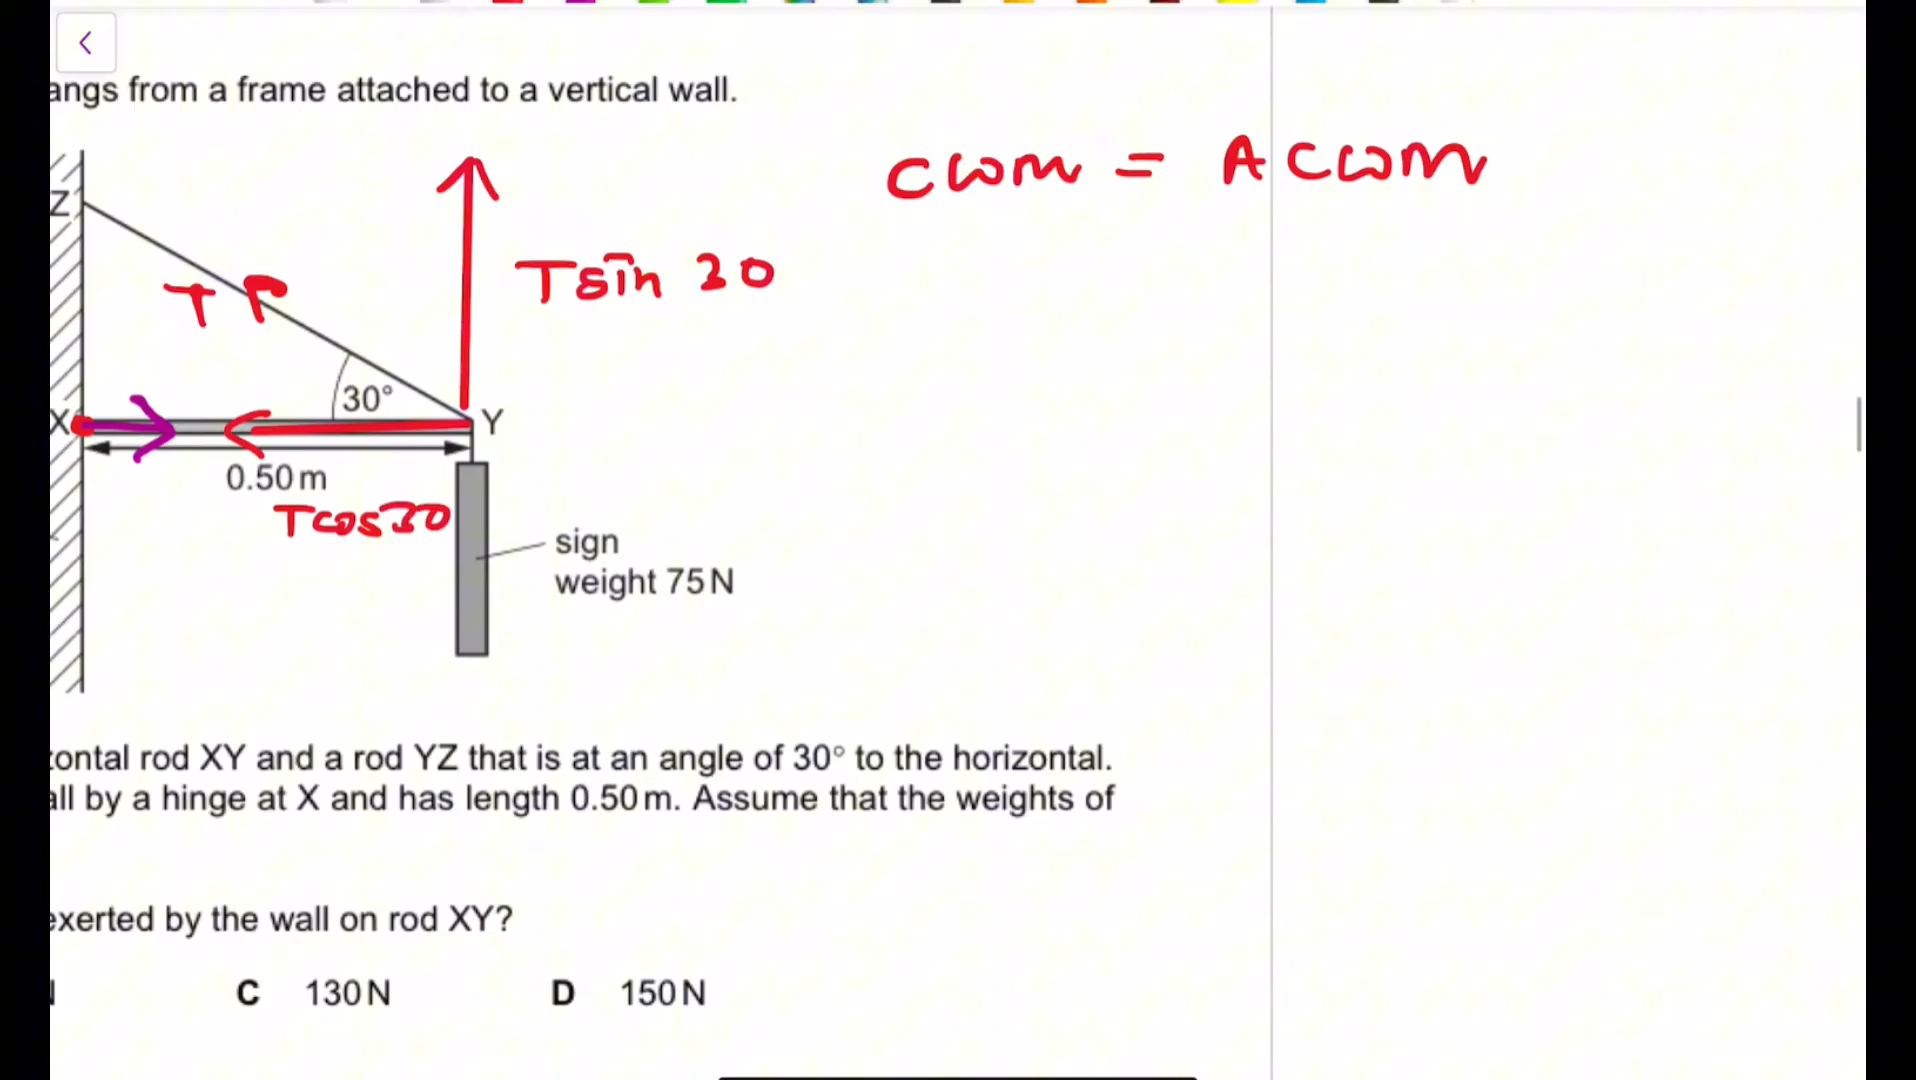 angs from a frame attached to a vertical wall.
CWM = ACWM
Z
Tsin 30
T
30°
X
Y
0.50 m
Tcos30
sign
weight 75 N
ontal rod XY and a rod YZ that is at an angle of 30° to the horizontal.
all by a hinge at X and has length 0.50 m. Assume that the weights of
exerted by the wall on rod XY?
C 130 N D 150 N